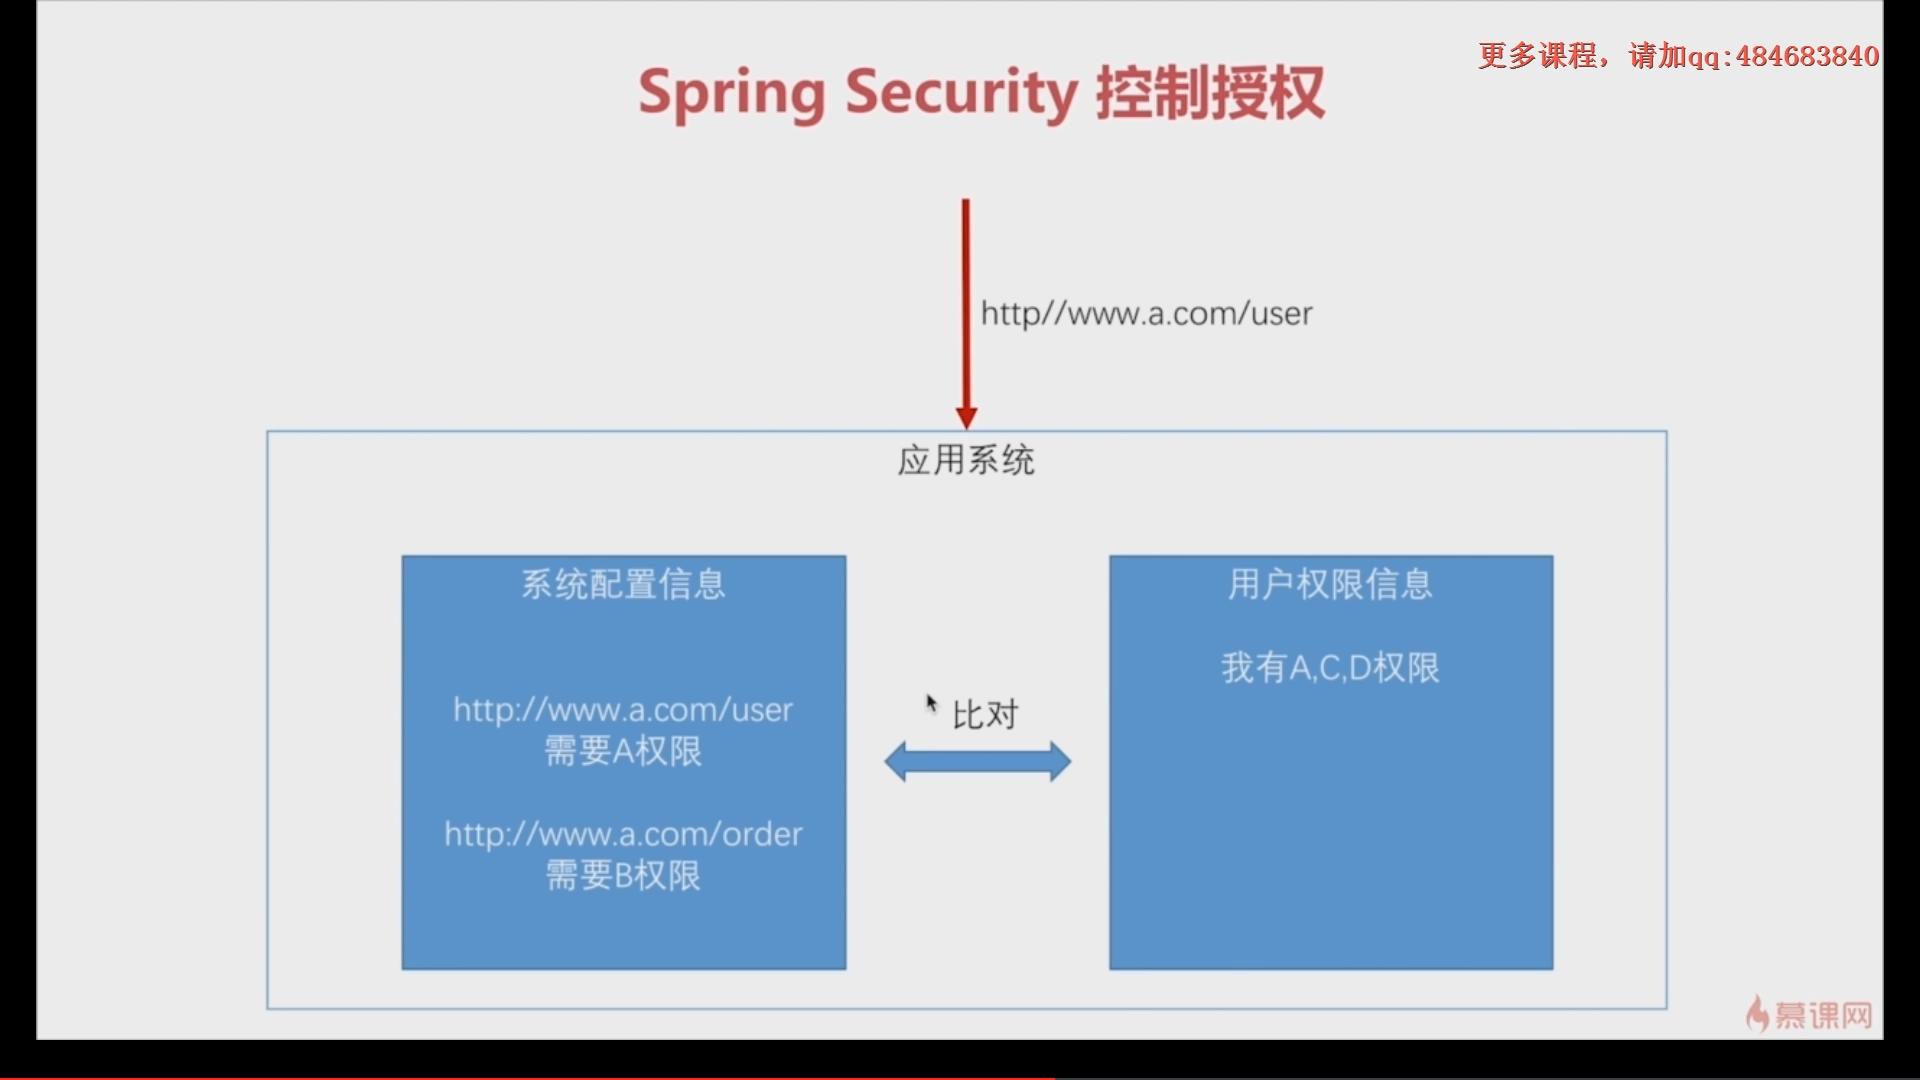 更多课程，请加qq:484683840
Spring Security 控制授权
http//www.a.com/user
应用系统
系统配置信息
http://www.a.com/user
需要A权限
http://www.a.com/order
需要B权限
比对
用户权限信息
我有A,C,D权限
慕课网